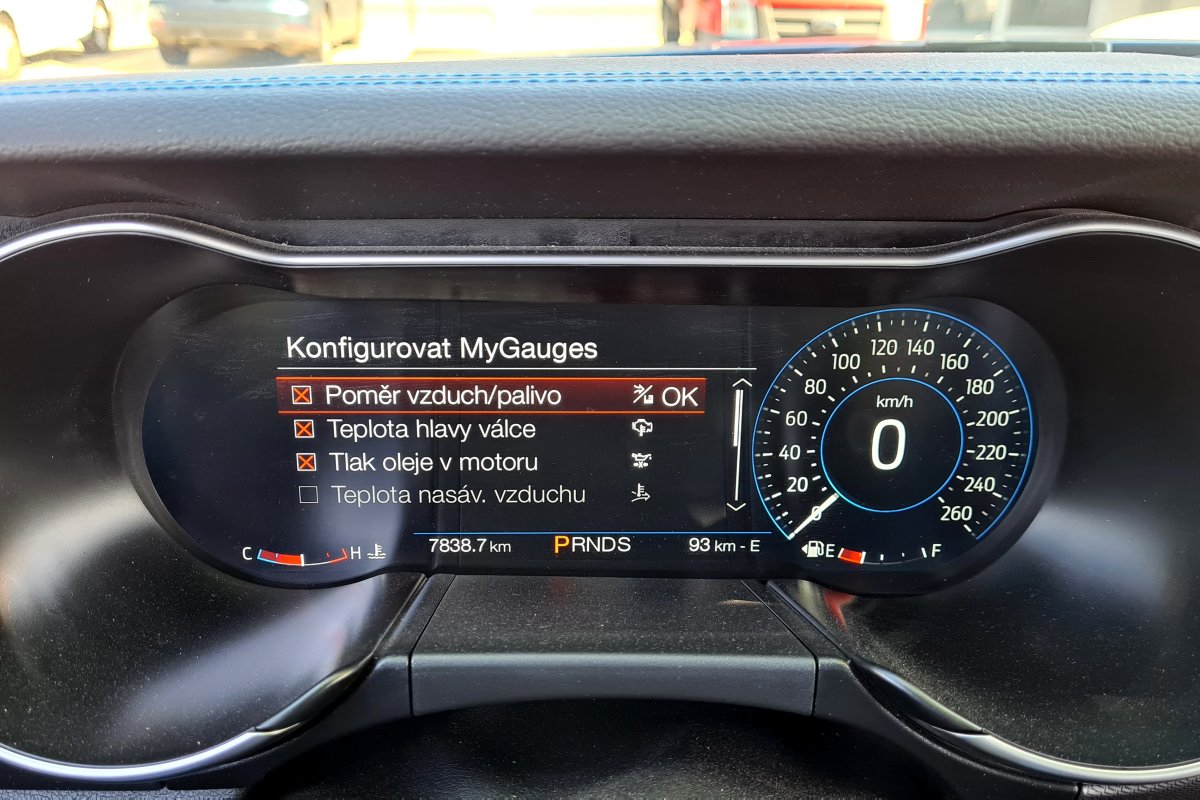 Konfigurovat MyGauges
Poměr vzduch/palivo OK
Teplota hlavy válce
Tlak oleje v motoru
Teplota nasáv. vzduchu
C H
7838.7 km PRNDS 93 km - E
0 20 40 60 80 100 120 140 160 180 200 220 240 260
km/h
0
E F